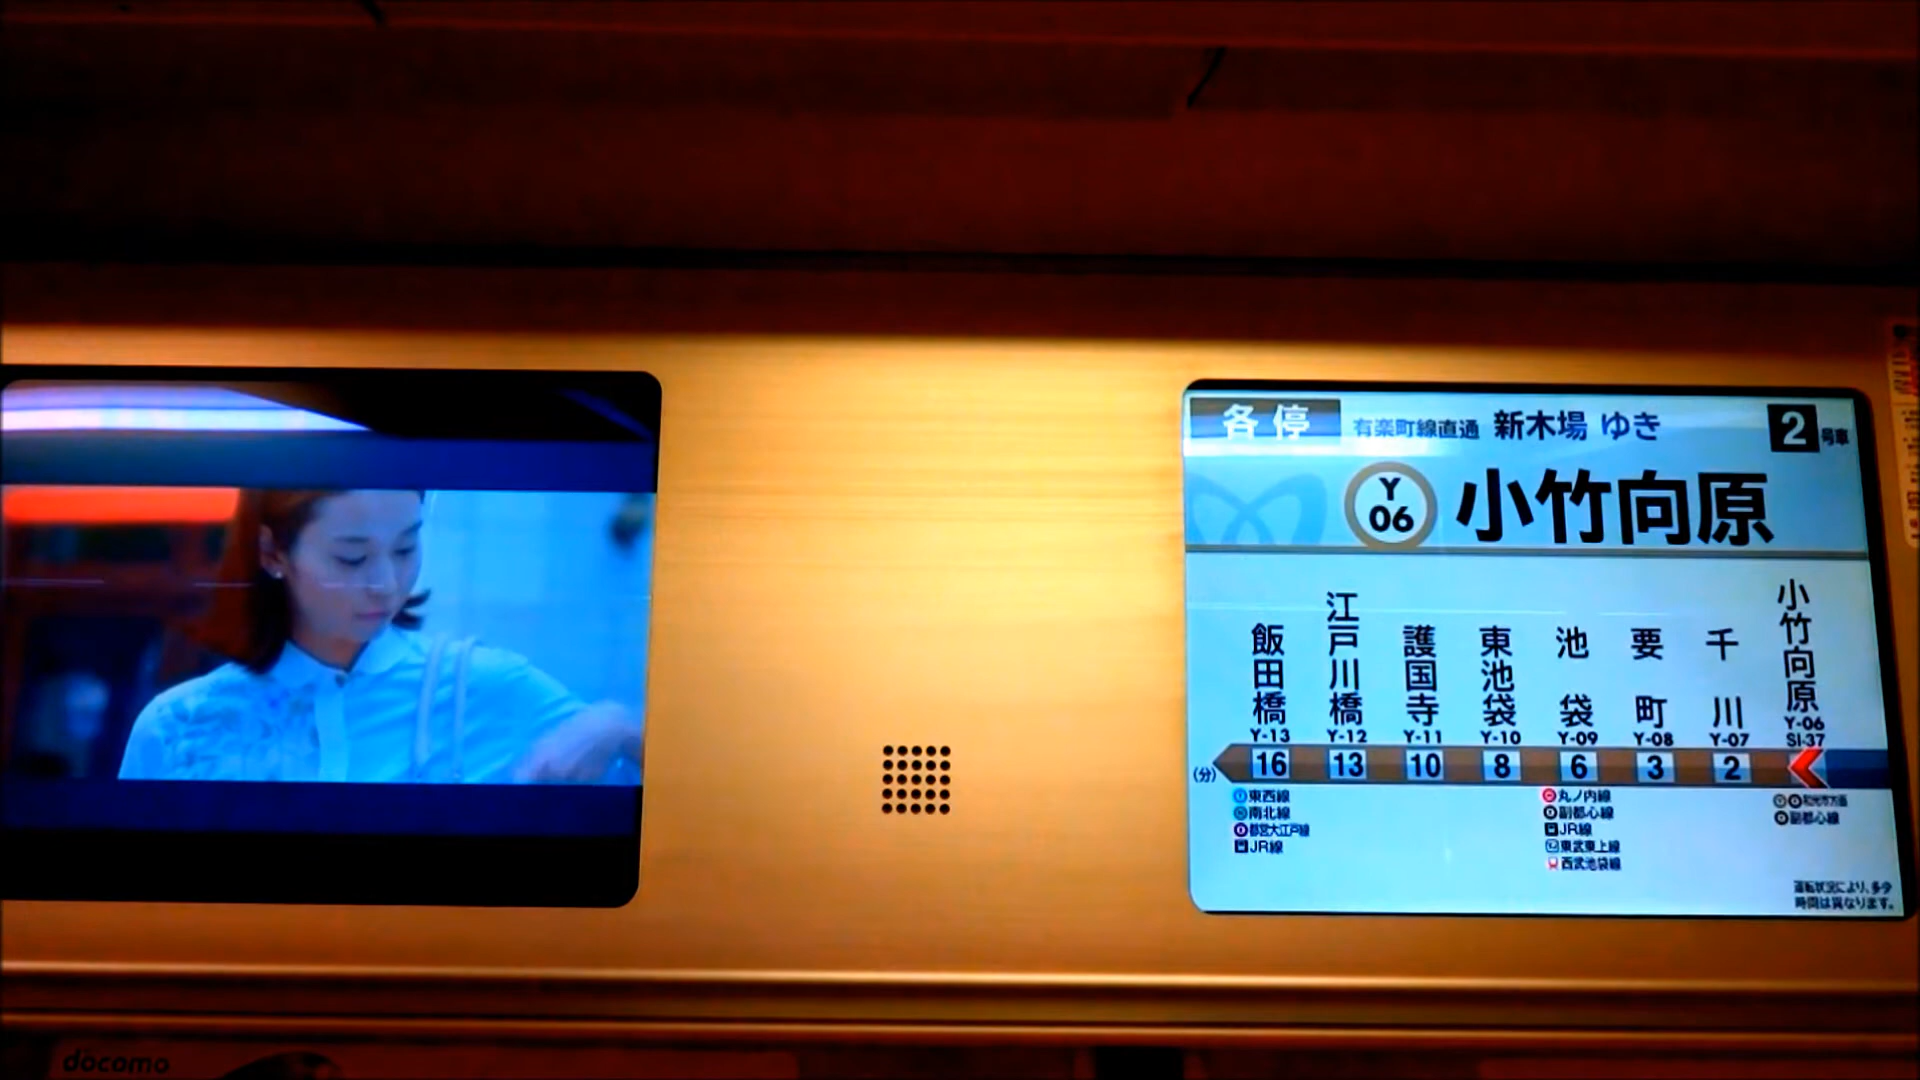 各停 有楽町線直通 新木場 ゆき 2 号車
Y 06 小竹向原
飯田橋 江戸川橋 護国寺 東池袋 池袋 要町 千川 小竹向原
Y-13 Y-12 Y-11 Y-10 Y-09 Y-08 Y-07 Y-06
SI-37
(分) 16 13 10 8 6 3 2
東西線
南北線
都営大江戸線
JR線
丸ノ内線
副都心線
JR線
東武東上線
西武池袋線
和光市方面
副都心線
運転状況により、多少
時間は異なります。
docomo